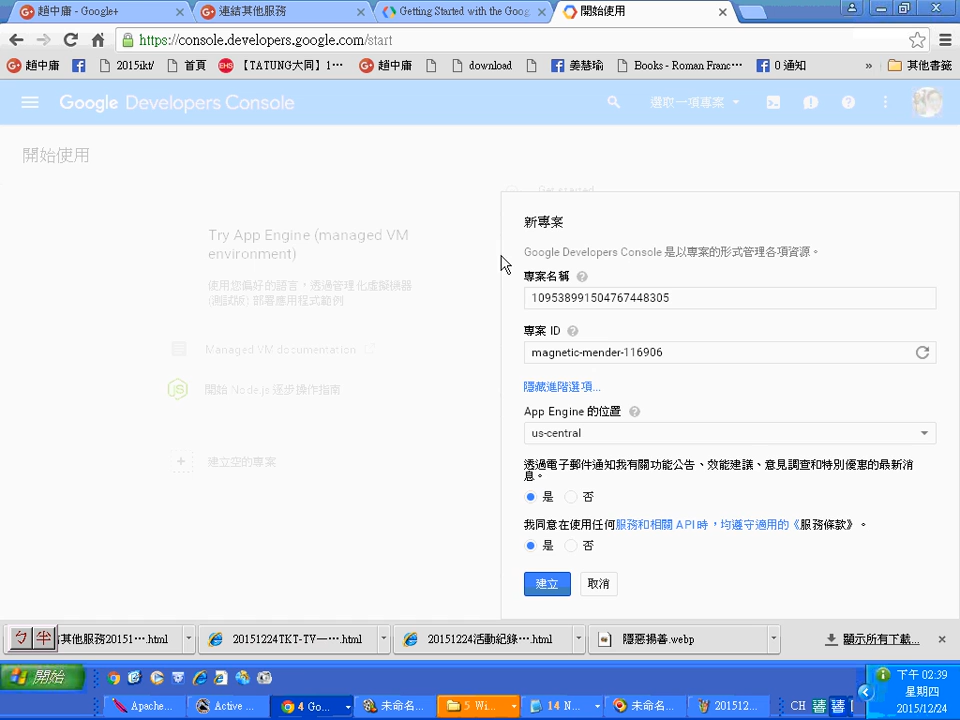 趙中庸 - Google+
連結其他服務
Getting Started with the Goog
開始使用
https://console.developers.google.com/start
趙中庸
2015ikt/
首頁
【TATUNG大同】1⋯
趙中庸
download
姜慧瑜
Books - Roman Franc⋯
0 通知
»
其他書籤
Google Developers Console
選取一項專案
開始使用
Get started
Try App Engine (managed VM
environment)
使用您偏好的語言，透過管理化虛擬機器
(測試版) 部署應用程式範例
Managed VM documentation
開始 Node.js 逐步操作指南
建立空的專案
新專案
Google Developers Console 是以專案的形式管理各項資源。
專案名稱
109538991504767448305
專案 ID
magnetic-mender-116906
隱藏進階選項...
App Engine 的位置
us-central
透過電子郵件通知我有關功能公告、效能建議、意見調查和特別優惠的最新消
息。
是 否
我同意在使用任何服務和相關 API 時，均遵守適用的《服務條款》。
是 否
建立 取消
ㄅ 半
其他服務20151⋯.html
20151224TKT-TV一⋯.html
20151224活動紀錄⋯.html
隱惡揚善.webp
顯示所有下載...
開始
Apache...
Active ...
4 Go...
未命名...
5 Wi...
14 N...
未命名...
201512...
CH
下午 02:39
星期四
2015/12/24